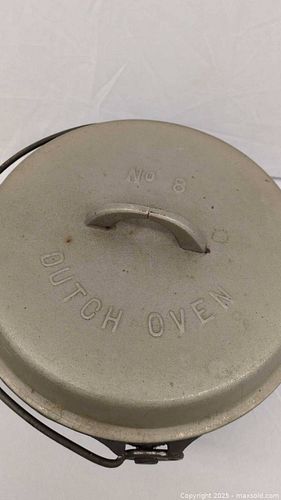 Nº 8
DUTCH OVEN
Copyright 2025 - maxsold.com